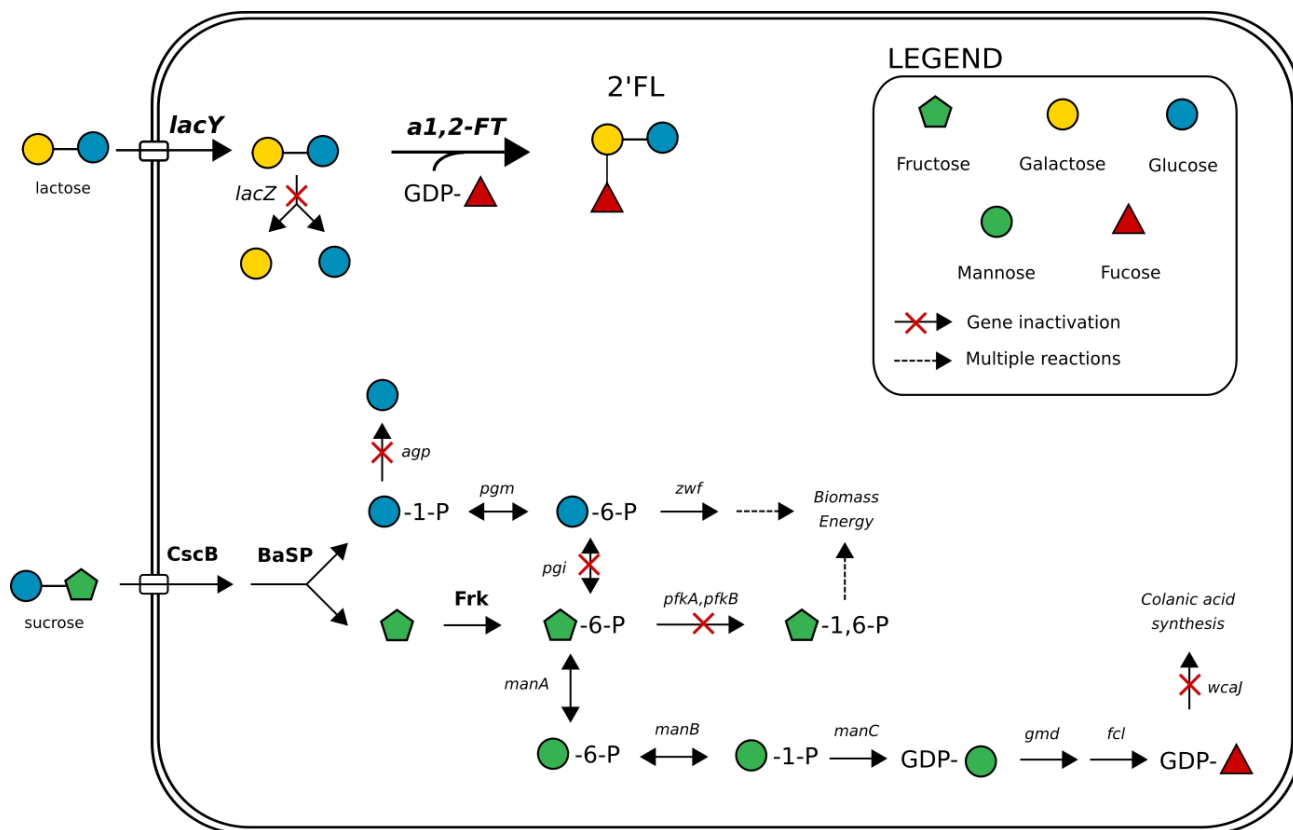 LEGEND
Fructose
Galactose
Glucose
Mannose
Fucose
Gene inactivation
Multiple reactions
2'FL
lacY
a1,2-FT
lactose
lacZ
GDP-
agp
-1-P
pgm
-6-P
zwf
Biomass
Energy
CscB
BaSP
pgi
sucrose
Frk
-6-P
pfkA,pfkB
-1,6-P
Colanic acid
synthesis
manA
wcaJ
-6-P
manB
-1-P
manC
GDP-
gmd
fcl
GDP-